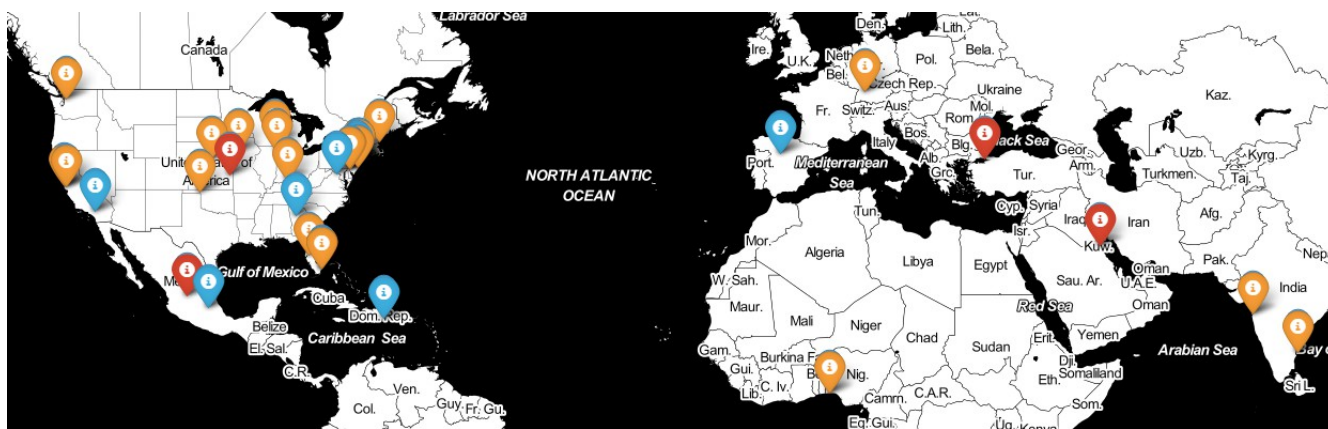 Labrador Sea
Canada
United States of
America
Gulf of Mexico
Cuba
Dom. Rep.
Belize
El. Sal.
Caribbean Sea
C.R.
Ven.
Col.
Guy.
Fr. Gu.
NORTH ATLANTIC
OCEAN
Ire.
U.K.
Den.
Lat.
Lith.
Bela.
Neth.
Bel.
Pol.
Czech Rep.
Ukraine
Kaz.
Fr.
Switz.
Aus.
Mol.
Rom.
Bos.
Italy
Blg.
Black Sea
Port.
Alb.
Grc.
Mediterranean
Sea
Tur.
Geor.
Arm.
Uzb.
Kyrg.
Turkmen.
Taj.
Cyp.
Syria
Isr.
Iraq
Iran
Afg.
Kuw.
Pak.
Tun.
Mor.
Algeria
Libya
Egypt
W. Sah.
Sau. Ar.
Oman
U.A.E.
Oman
India
Maur.
Mali
Niger
Chad
Sudan
Red Sea
Erit.
Yemen
Arabian Sea
Gam.
Gui.
Burkina
Nig.
Dji.
Somaliland
Eth.
Sri L.
Lib.
C. Iv.
Camrn.
C.A.R.
Som.
Eq. Gui.
Ug.
Kenya